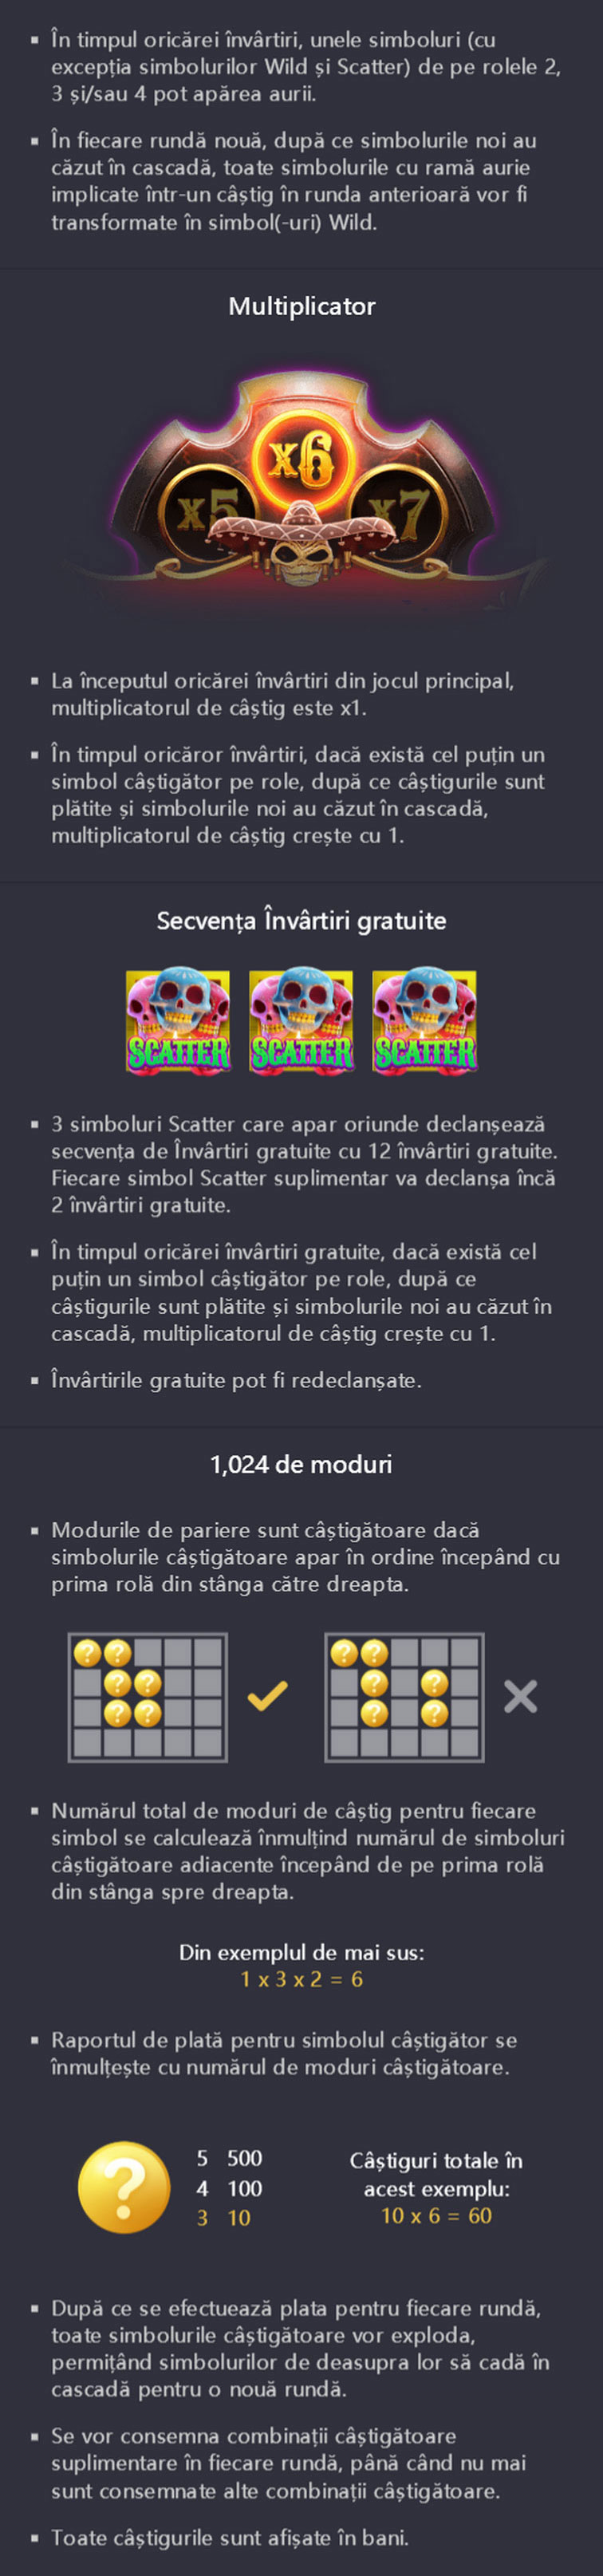 ▪ În timpul oricărei învârtiri, unele simboluri (cu
excepția simbolurilor Wild și Scatter) de pe rolele 2,
3 și/sau 4 pot apărea aurii.
▪ În fiecare rundă nouă, după ce simbolurile noi au
căzut în cascadă, toate simbolurile cu ramă aurie
implicate într-un câștig în runda anterioară vor fi
transformate în simbol(-uri) Wild.
Multiplicator
x5 x6 x7
▪ La începutul oricărei învârtiri din jocul principal,
multiplicatorul de câștig este x1.
▪ În timpul oricăror învârtiri, dacă există cel puțin un
simbol câștigător pe role, după ce câștigurile sunt
plătite și simbolurile noi au căzut în cascadă,
multiplicatorul de câștig crește cu 1.
Secvența Învârtiri gratuite
SCATTER SCATTER SCATTER
▪ 3 simboluri Scatter care apar oriunde declanșează
secvența de Învârtiri gratuite cu 12 învârtiri gratuite.
Fiecare simbol Scatter suplimentar va declanșa încă
2 învârtiri gratuite.
▪ În timpul oricărei învârtiri gratuite, dacă există cel
puțin un simbol câștigător pe role, după ce
câștigurile sunt plătite și simbolurile noi au căzut în
cascadă, multiplicatorul de câștig crește cu 1.
▪ Învârtirile gratuite pot fi redeclanșate.
1,024 de moduri
▪ Modurile de pariere sunt câștigătoare dacă
simbolurile câștigătoare apar în ordine începând cu
prima rolă din stânga către dreapta.
? ? ? ?
? ? ? ?
? ? ? ?
▪ Numărul total de moduri de câștig pentru fiecare
simbol se calculează înmulțind numărul de simboluri
câștigătoare adiacente începând de pe prima rolă
din stânga spre dreapta.
Din exemplul de mai sus:
1 x 3 x 2 = 6
▪ Raportul de plată pentru simbolul câștigător se
înmulțește cu numărul de moduri câștigătoare.
?
5 500
4 100
3 10
Câștiguri totale în
acest exemplu:
10 x 6 = 60
▪ După ce se efectuează plata pentru fiecare rundă,
toate simbolurile câștigătoare vor exploda,
permițând simbolurilor de deasupra lor să cadă în
cascadă pentru o nouă rundă.
▪ Se vor consemna combinații câștigătoare
suplimentare în fiecare rundă, până când nu mai
sunt consemnate alte combinații câștigătoare.
▪ Toate câștigurile sunt afișate în bani.